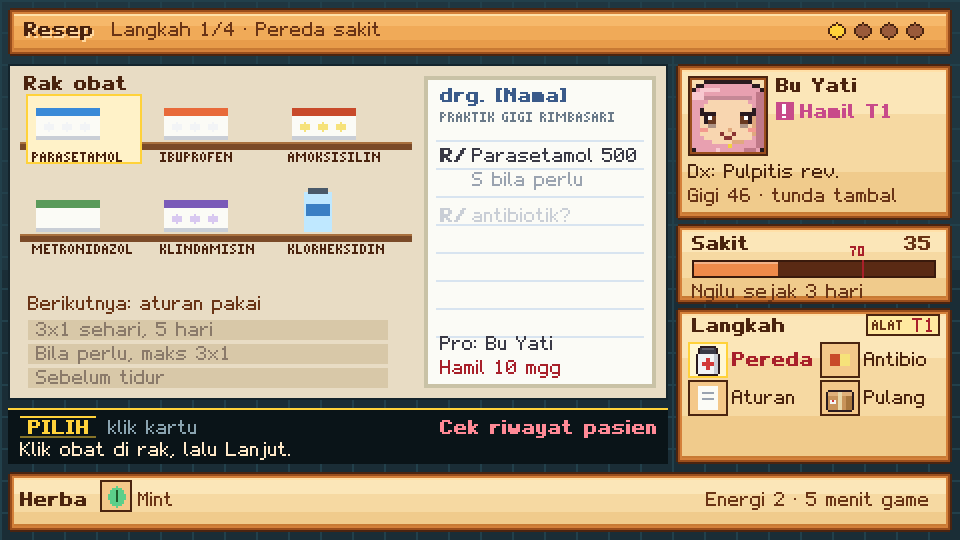 Resep Langkah 1/4 · Pereda sakit
Rak obat
PARASETAMOL IBUPROFEN AMOKSISILIN
METRONIDAZOL KLINDAMISIN KLORHEKSIDIN
Berikutnya: aturan pakai
3x1 sehari, 5 hari
Bila perlu, maks 3x1
Sebelum tidur
drg. [Nama]
PRAKTIK GIGI RIMBASARI
R/ Parasetamol 500
S bila perlu
R/ antibiotik?
Pro: Bu Yati
Hamil 10 mgg
Bu Yati
! Hamil T1
Dx: Pulpitis rev.
Gigi 46 · tunda tambal
Sakit 35
70
Ngilu sejak 3 hari
Langkah ALAT T1
Pereda Antibio
Aturan Pulang
PILIH klik kartu Cek riwayat pasien
Klik obat di rak, lalu Lanjut.
Herba Mint Energi 2 · 5 menit game